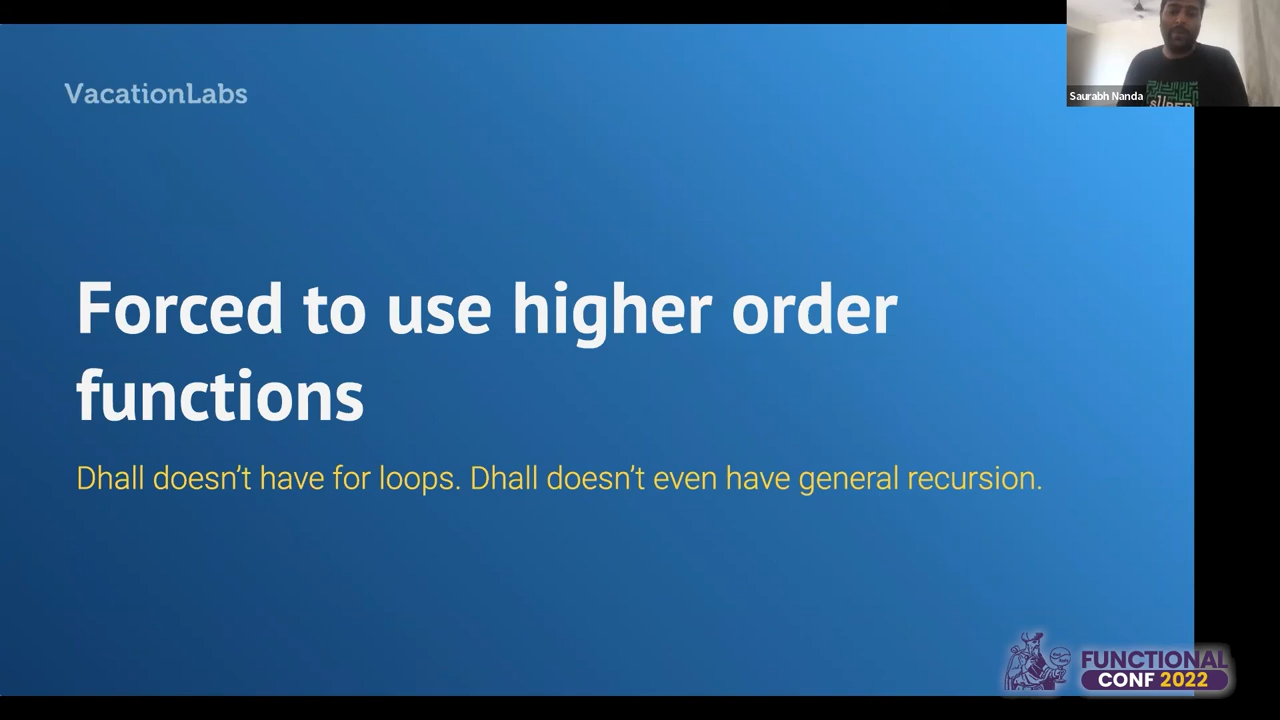 VacationLabs
Saurabh Nanda
Forced to use higher order
functions
Dhall doesn’t have for loops. Dhall doesn’t even have general recursion.
FUNCTIONAL
CONF 2022